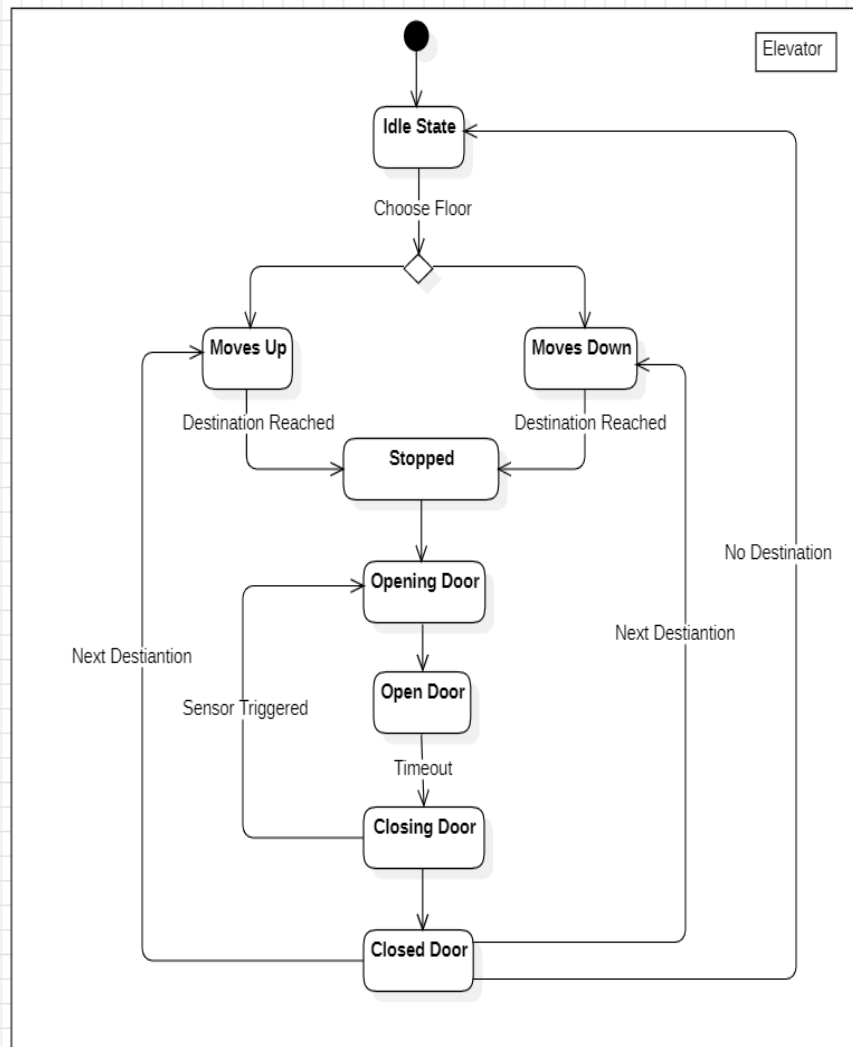 Elevator
Idle State
Choose Floor
Moves Up
Moves Down
Destination Reached
Destination Reached
Stopped
No Destination
Opening Door
Next Destiantion
Next Destiantion
Open Door
Sensor Triggered
Timeout
Closing Door
Closed Door